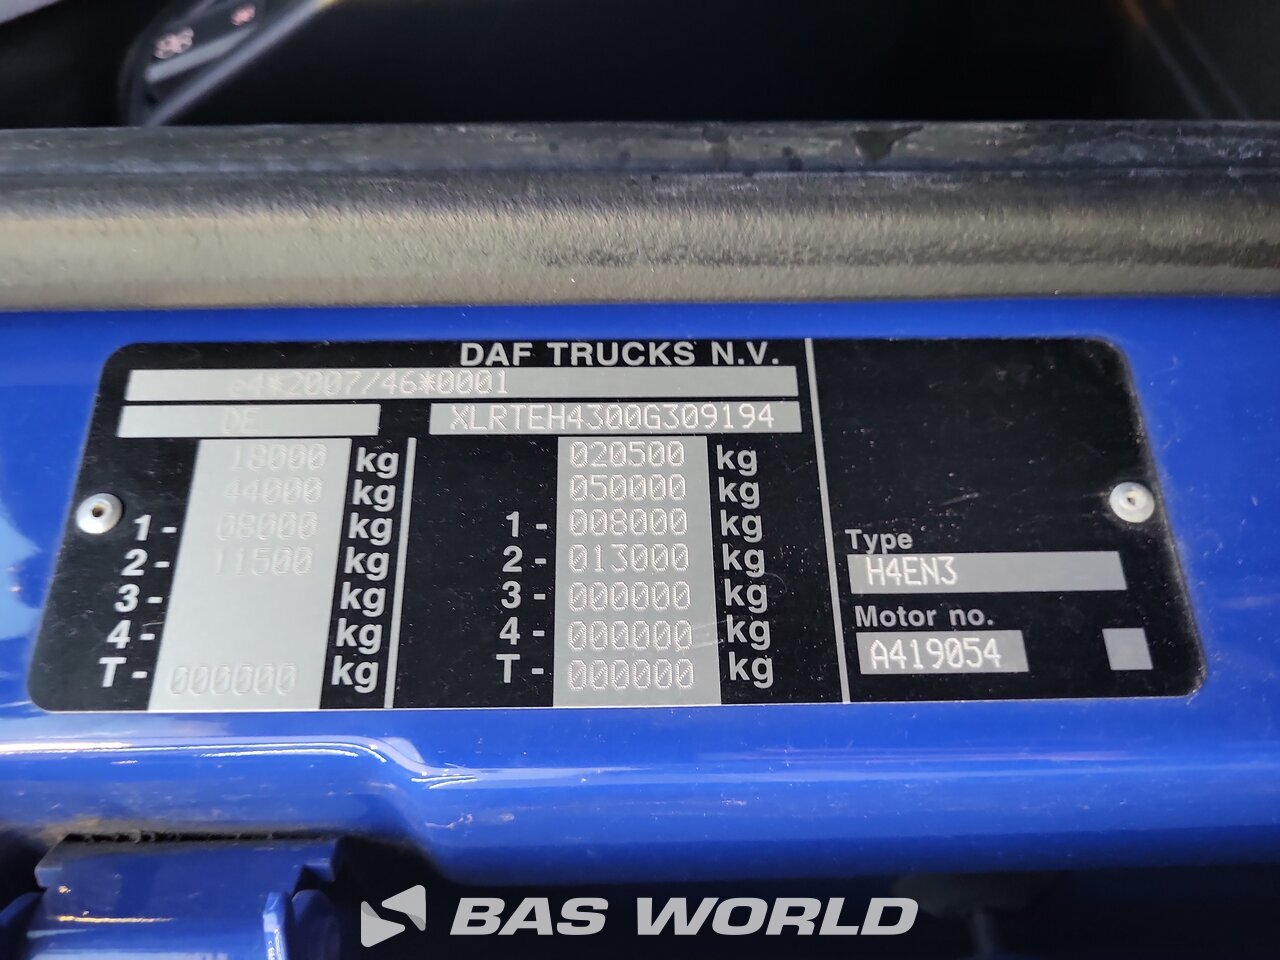 DAF TRUCKS N.V.
e4*2007/46*0001
DE XLRTEH4300G309194
18000 kg 020500 kg
44000 kg 050000 kg
1- 08000 kg 1- 008000 kg
2- 11500 kg 2- 013000 kg
3- kg 3- 000000 kg
4- kg 4- 000000 kg
T- 000000 kg T- 000000 kg
Type
H4EN3
Motor no.
A419054
BAS WORLD